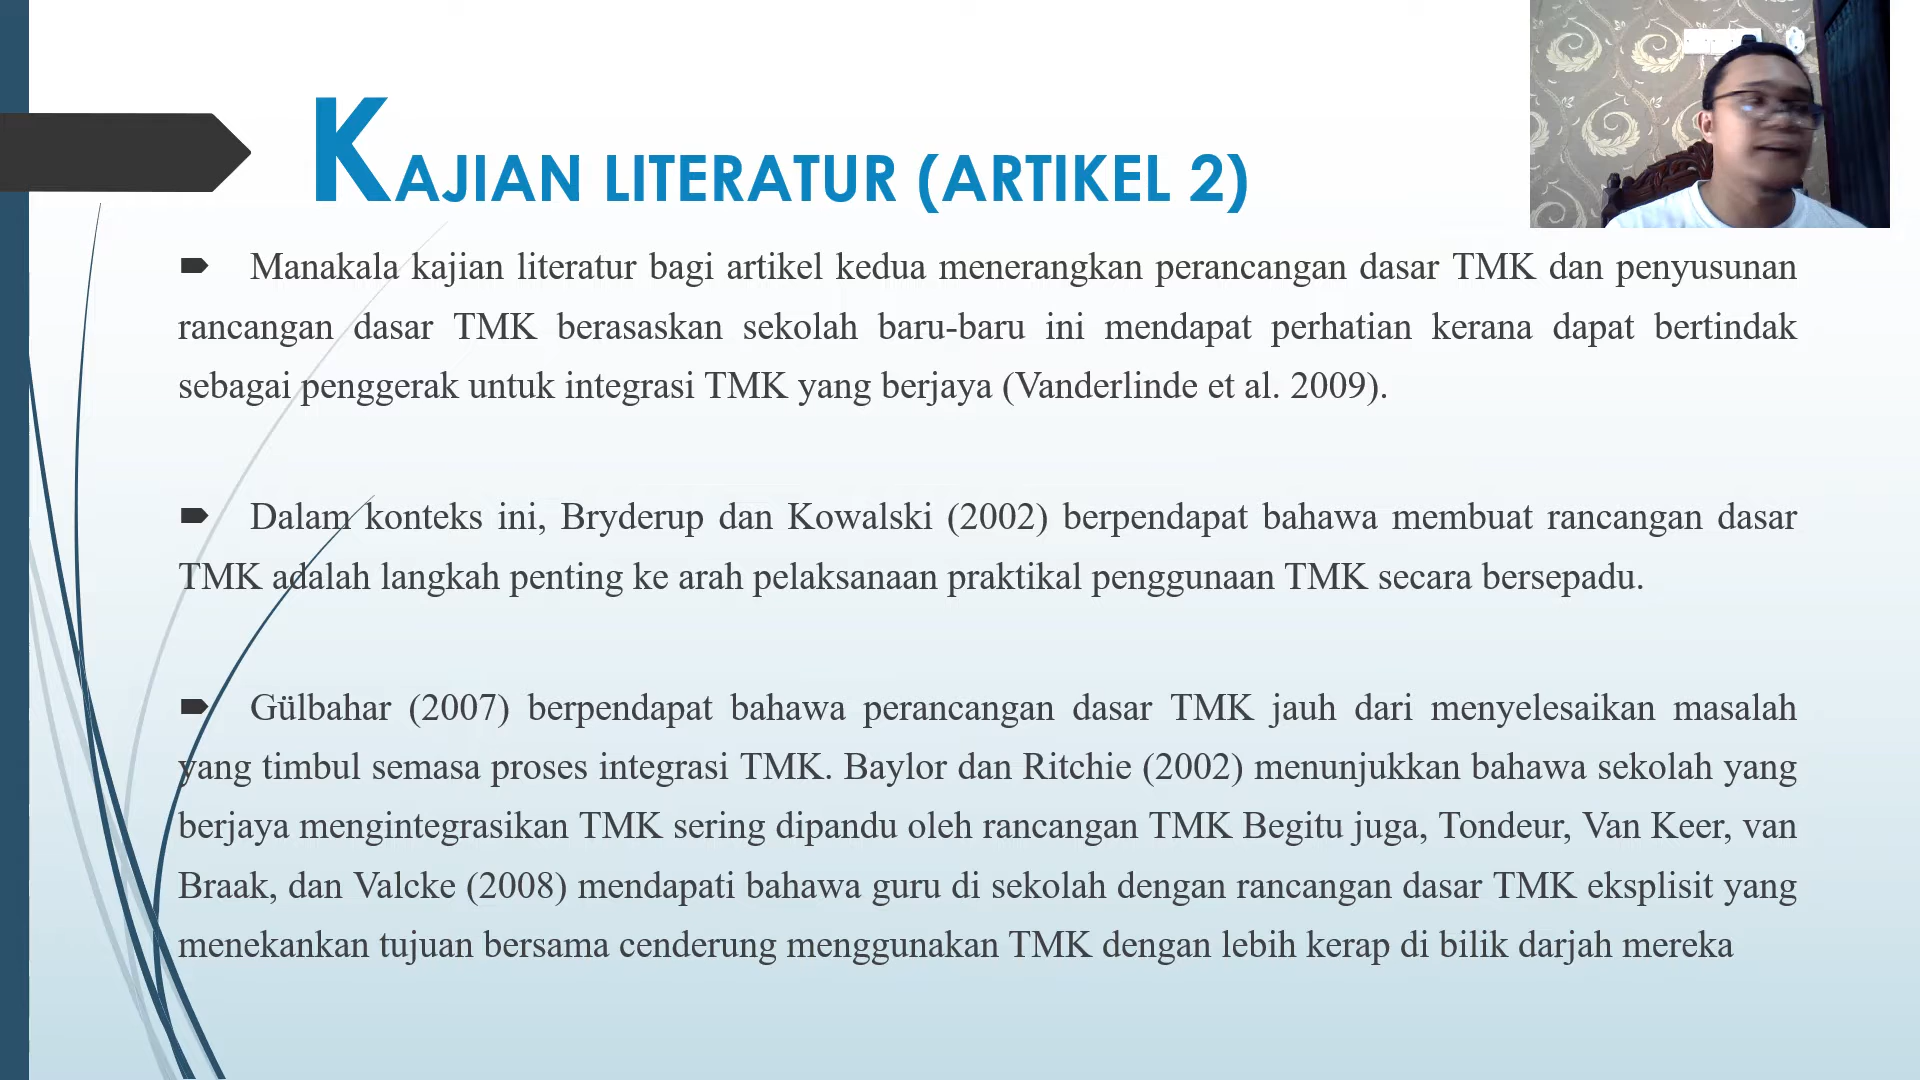 KAJIAN LITERATUR (ARTIKEL 2)
Manakala kajian literatur bagi artikel kedua menerangkan perancangan dasar TMK dan penyusunan
rancangan dasar TMK berasaskan sekolah baru-baru ini mendapat perhatian kerana dapat bertindak
sebagai penggerak untuk integrasi TMK yang berjaya (Vanderlinde et al. 2009).
Dalam konteks ini, Bryderup dan Kowalski (2002) berpendapat bahawa membuat rancangan dasar
TMK adalah langkah penting ke arah pelaksanaan praktikal penggunaan TMK secara bersepadu.
Gülbahar (2007) berpendapat bahawa perancangan dasar TMK jauh dari menyelesaikan masalah
yang timbul semasa proses integrasi TMK. Baylor dan Ritchie (2002) menunjukkan bahawa sekolah yang
berjaya mengintegrasikan TMK sering dipandu oleh rancangan TMK Begitu juga, Tondeur, Van Keer, van
Braak, dan Valcke (2008) mendapati bahawa guru di sekolah dengan rancangan dasar TMK eksplisit yang
menekankan tujuan bersama cenderung menggunakan TMK dengan lebih kerap di bilik darjah mereka